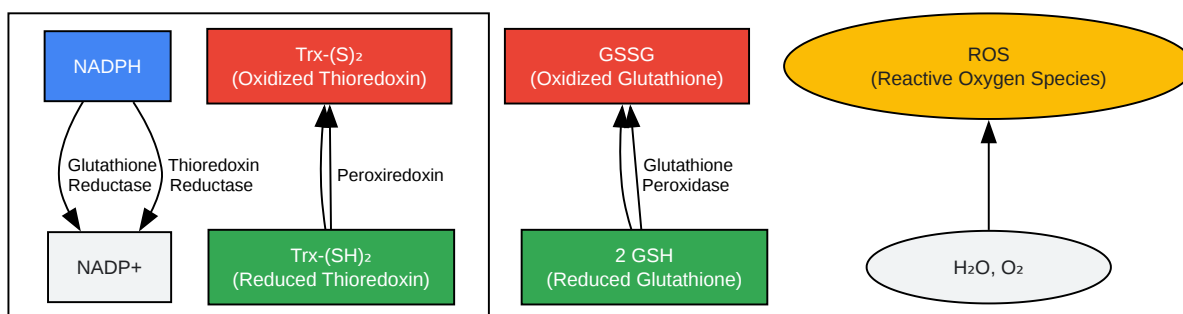 NADPH
Trx-(S)₂
(Oxidized Thioredoxin)
GSSG
(Oxidized Glutathione)
ROS
(Reactive Oxygen Species)
Glutathione
Reductase
Thioredoxin
Reductase
Peroxiredoxin
Glutathione
Peroxidase
NADP+
Trx-(SH)₂
(Reduced Thioredoxin)
2 GSH
(Reduced Glutathione)
H₂O, O₂